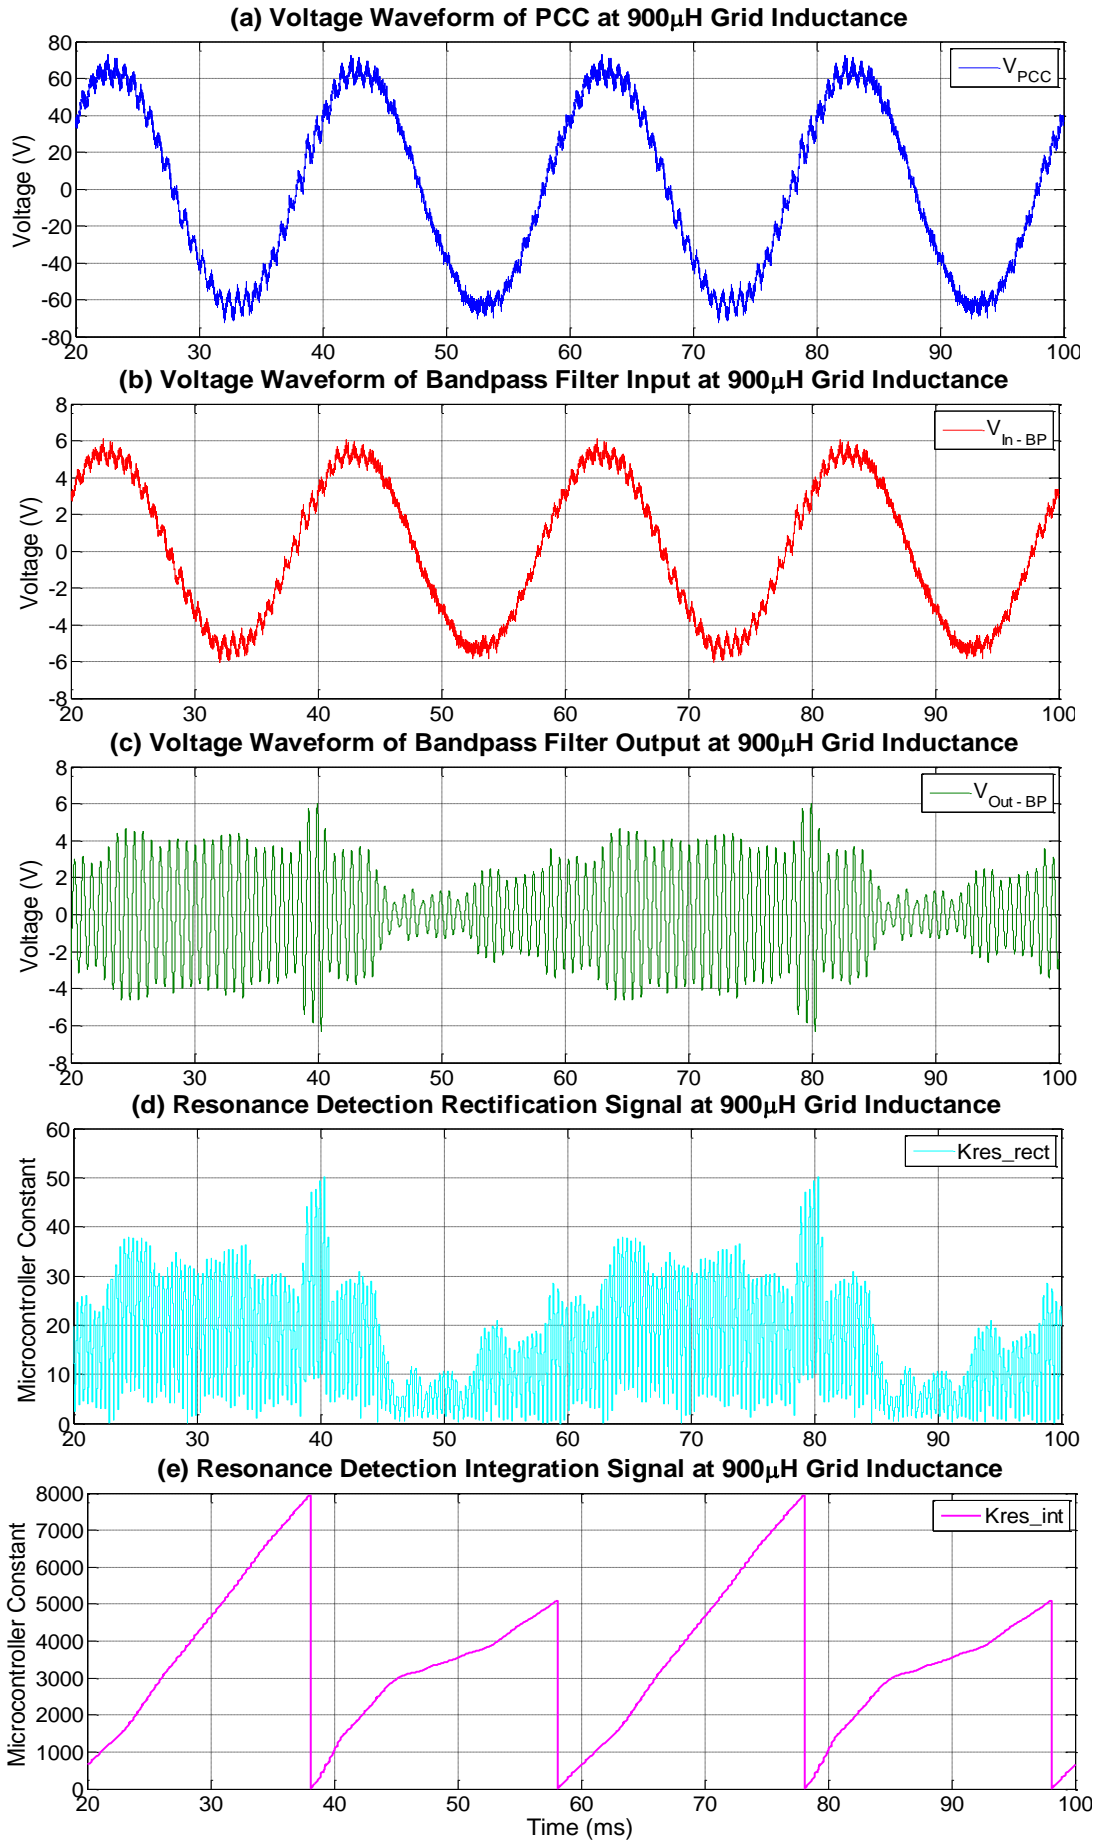 (a) Voltage Waveform of PCC at 900μH Grid Inductance
80
60
40
20
0
-20
-40
-60
-80
Voltage (V)
V_PCC
20 30 40 50 60 70 80 90 100
(b) Voltage Waveform of Bandpass Filter Input at 900μH Grid Inductance
8
6
4
2
0
-2
-4
-6
-8
Voltage (V)
V_In - BP
20 30 40 50 60 70 80 90 100
(c) Voltage Waveform of Bandpass Filter Output at 900μH Grid Inductance
8
6
4
2
0
-2
-4
-6
-8
Voltage (V)
V_Out - BP
20 30 40 50 60 70 80 90 100
(d) Resonance Detection Rectification Signal at 900μH Grid Inductance
60
50
40
30
20
10
0
Microcontroller Constant
Kres_rect
20 30 40 50 60 70 80 90 100
(e) Resonance Detection Integration Signal at 900μH Grid Inductance
8000
7000
6000
5000
4000
3000
2000
1000
0
Microcontroller Constant
Kres_int
20 30 40 50 60 70 80 90 100
Time (ms)